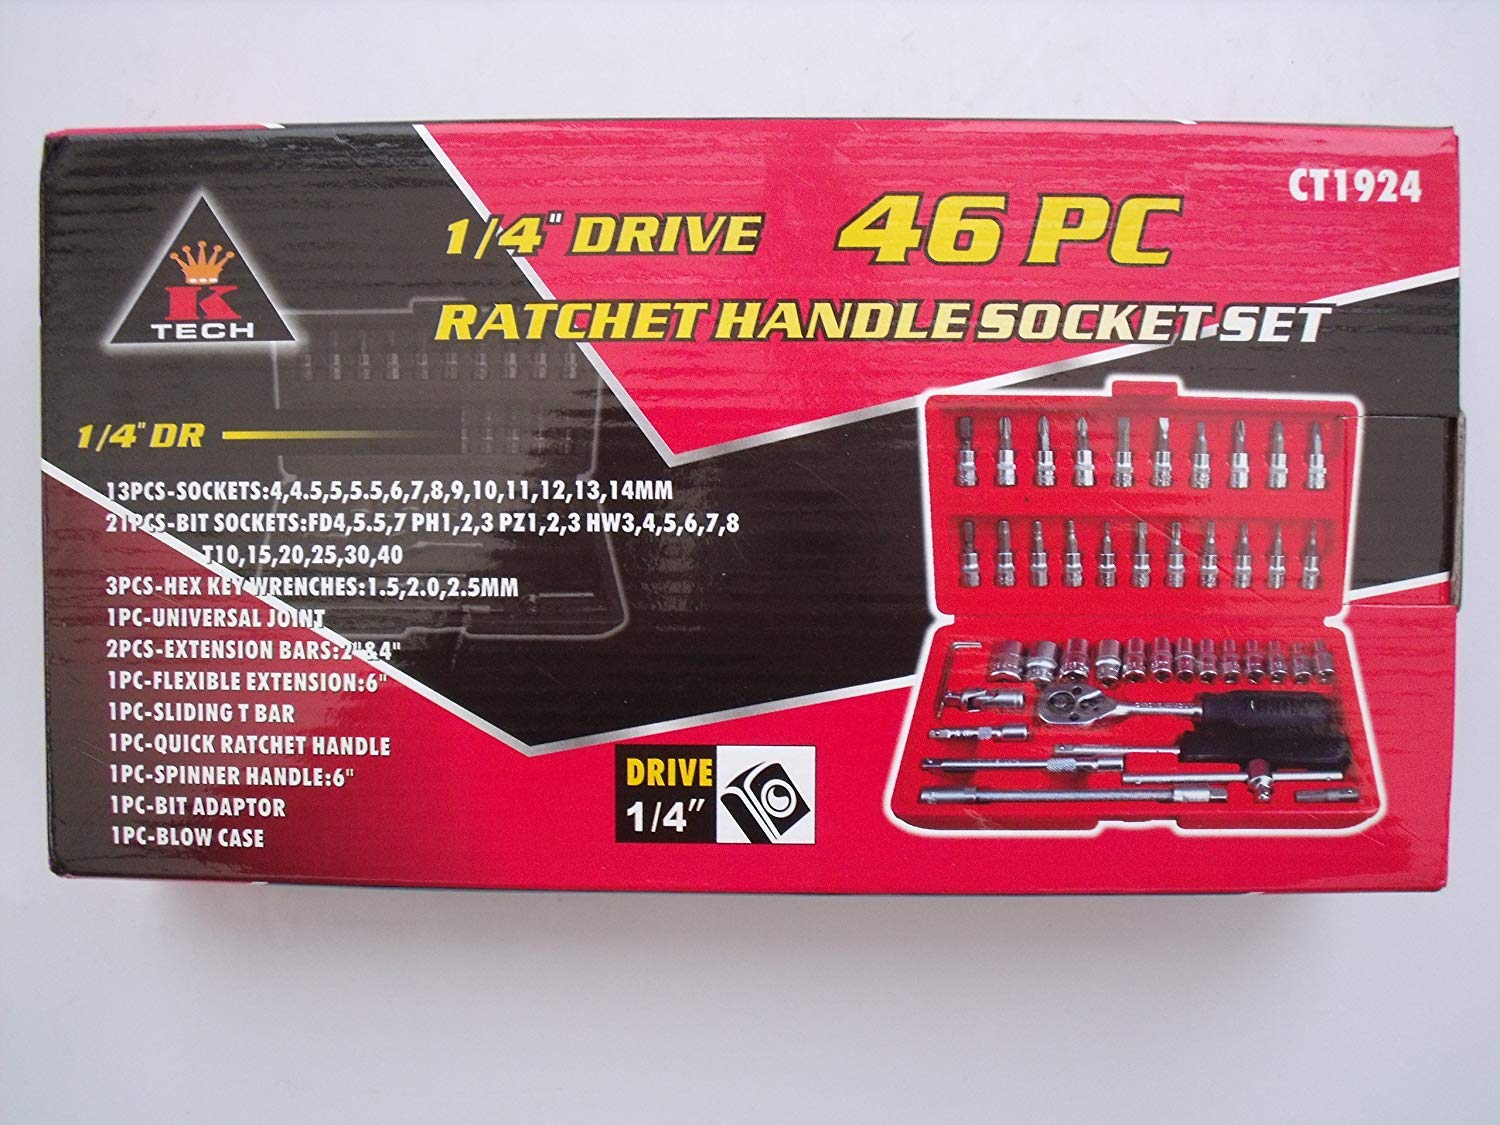 CT1924
1/4" DRIVE 46 PC
RATCHET HANDLE SOCKET SET
K
TECH
1/4" DR
13PCS-SOCKETS:4,4.5,5,5.5,6,7,8,9,10,11,12,13,14MM
21PCS-BIT SOCKETS:FD4,5.5,7 PH1,2,3 PZ1,2,3 HW3,4,5,6,7,8
T10,15,20,25,30,40
3PCS-HEX KEY WRENCHES:1.5,2.0,2.5MM
1PC-UNIVERSAL JOINT
2PCS-EXTENSION BARS:2"&4"
1PC-FLEXIBLE EXTENSION:6"
1PC-SLIDING T BAR
1PC-QUICK RATCHET HANDLE
1PC-SPINNER HANDLE:6"
1PC-BIT ADAPTOR
1PC-BLOW CASE
DRIVE
1/4"